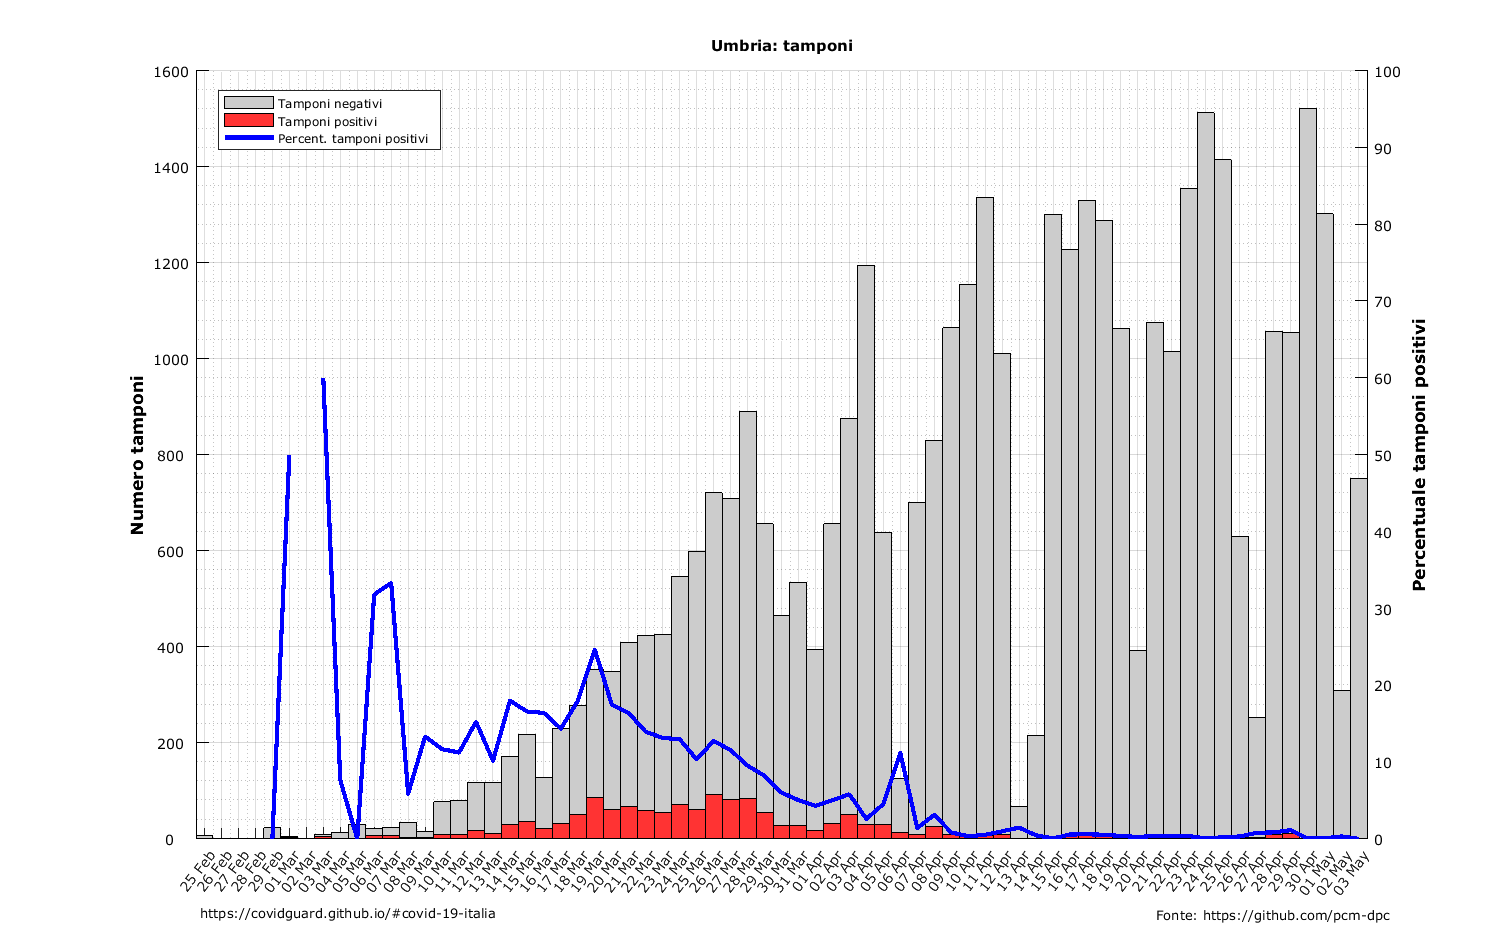 Umbria: tamponi
Tamponi negativi
Tamponi positivi
Percent. tamponi positivi
Numero tamponi
1600
1400
1200
1000
800
600
400
200
0
Percentuale tamponi positivi
100
90
80
70
60
50
40
30
20
10
0
25 Feb
26 Feb
27 Feb
28 Feb
29 Feb
01 Mar
02 Mar
03 Mar
04 Mar
05 Mar
06 Mar
07 Mar
08 Mar
09 Mar
10 Mar
11 Mar
12 Mar
13 Mar
14 Mar
15 Mar
16 Mar
17 Mar
18 Mar
19 Mar
20 Mar
21 Mar
22 Mar
23 Mar
24 Mar
25 Mar
26 Mar
27 Mar
28 Mar
29 Mar
30 Mar
31 Mar
01 Apr
02 Apr
03 Apr
04 Apr
05 Apr
06 Apr
07 Apr
08 Apr
09 Apr
10 Apr
11 Apr
12 Apr
13 Apr
14 Apr
15 Apr
16 Apr
17 Apr
18 Apr
19 Apr
20 Apr
21 Apr
22 Apr
23 Apr
24 Apr
25 Apr
26 Apr
27 Apr
28 Apr
29 Apr
30 Apr
01 May
02 May
03 May
https://covidguard.github.io/#covid-19-italia
Fonte: https://github.com/pcm-dpc